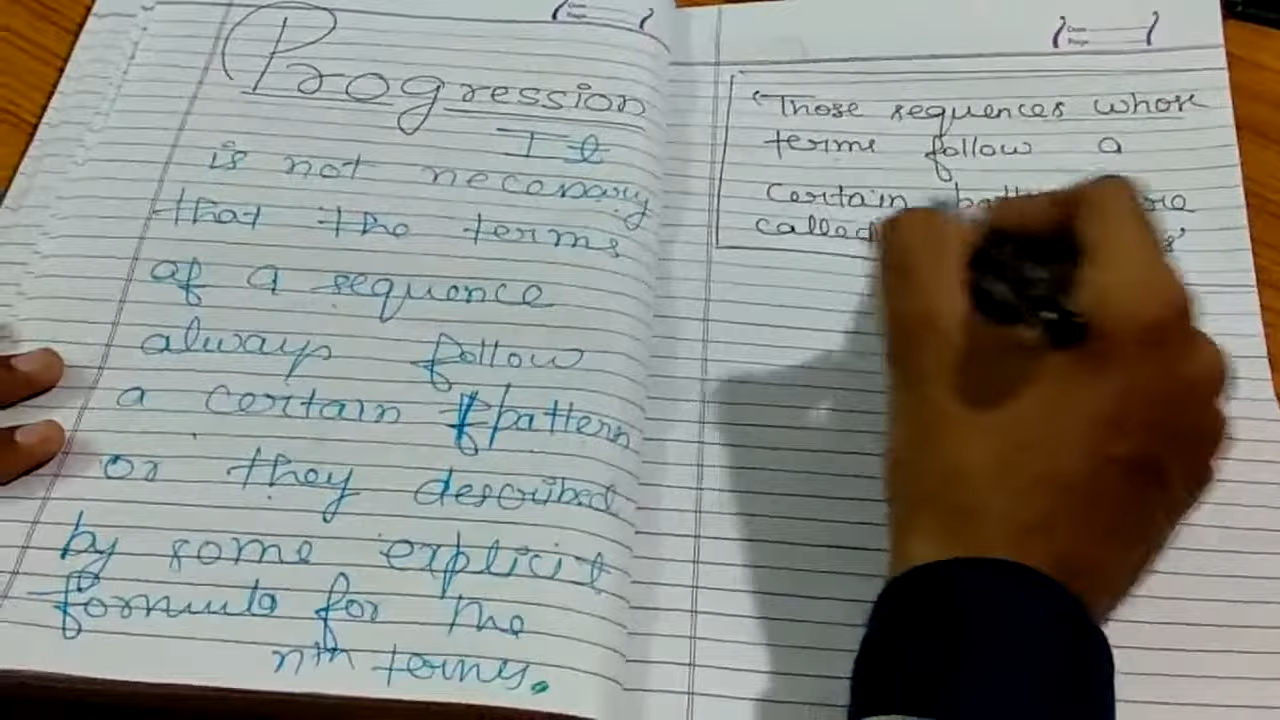 Progression
It
is not necessary
that the terms
of a sequence
always follow
a certain pattern
or they described
by some explicit
formula for the
nth terms.
"Those sequences whose
terms follow a
certain
called